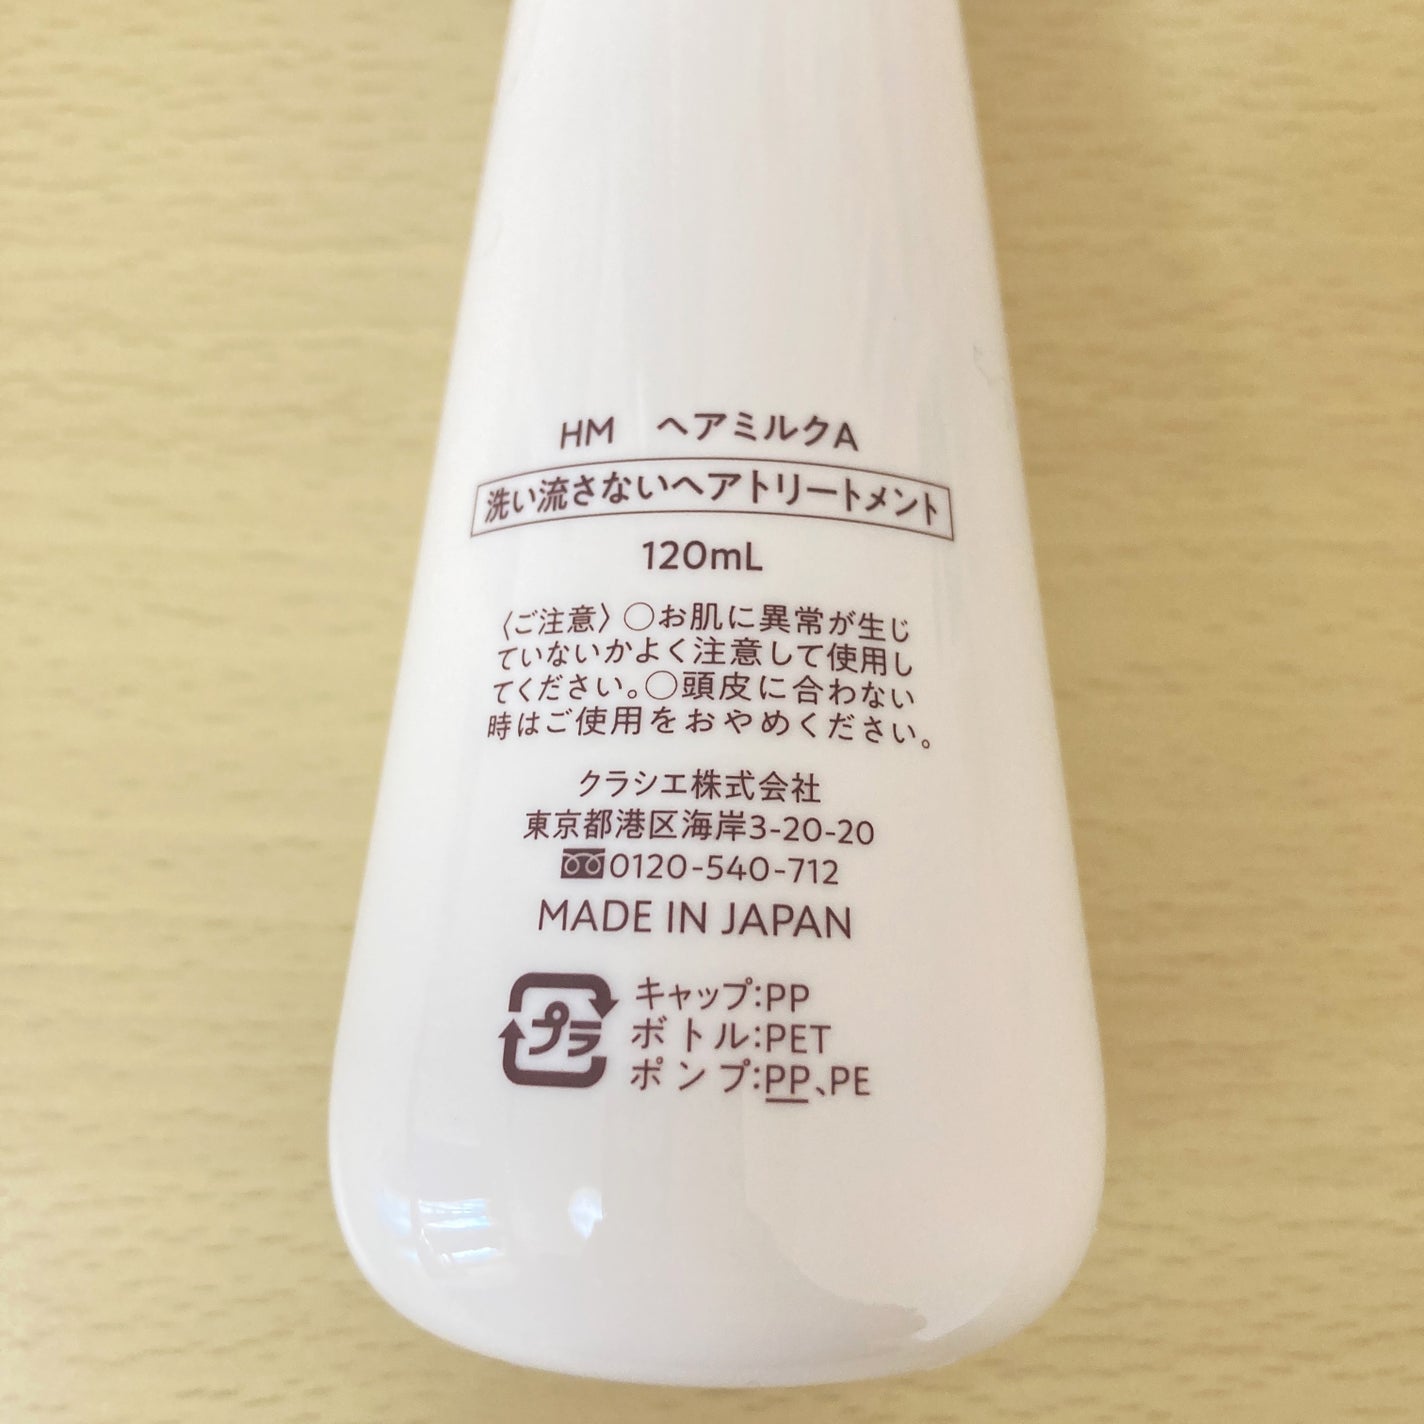 HM ヘアミルクA
洗い流さないヘアトリートメント
120mL
〈ご注意〉○お肌に異常が生じ
ていないかよく注意して使用し
てください。○頭皮に合わない
時はご使用をおやめください。
クラシエ株式会社
東京都港区海岸3-20-20
0120-540-712
MADE IN JAPAN
プラ
キャップ:PP
ボトル:PET
ポンプ:PP、PE